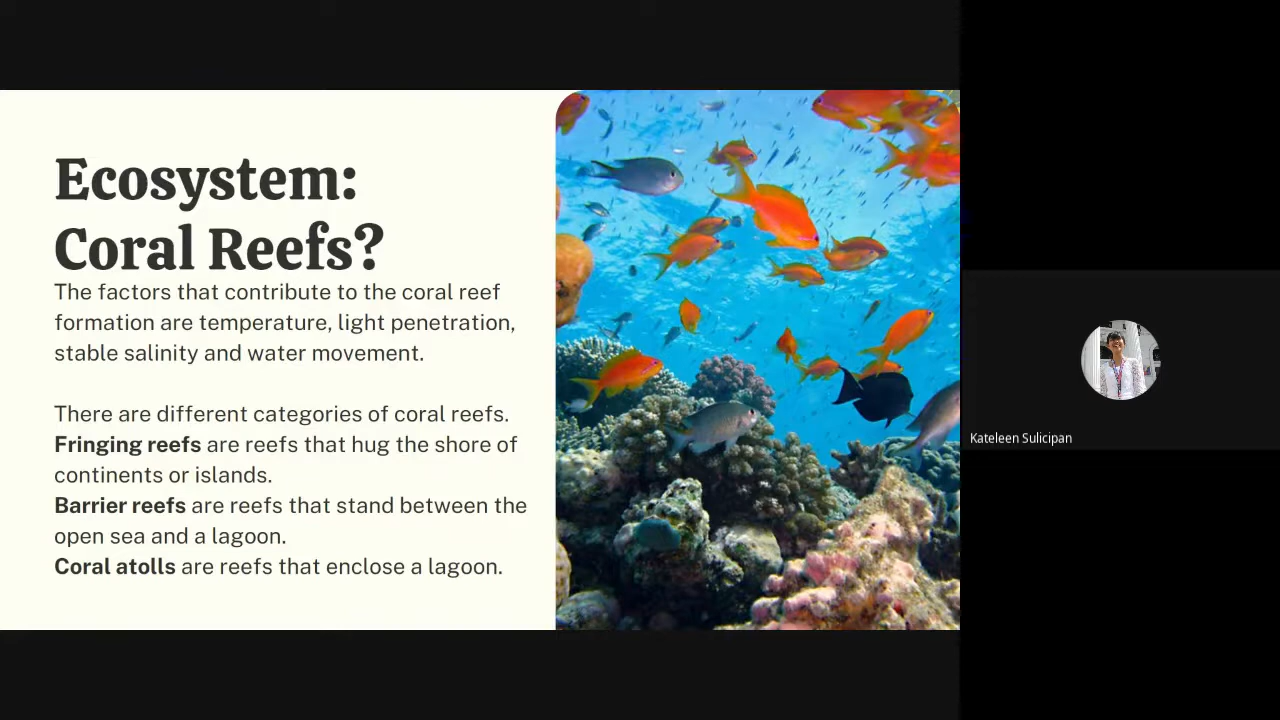 Ecosystem:
Coral Reefs?
The factors that contribute to the coral reef
formation are temperature, light penetration,
stable salinity and water movement.
There are different categories of coral reefs.
Fringing reefs are reefs that hug the shore of
continents or islands.
Barrier reefs are reefs that stand between the
open sea and a lagoon.
Coral atolls are reefs that enclose a lagoon.
Kateleen Sulicipan